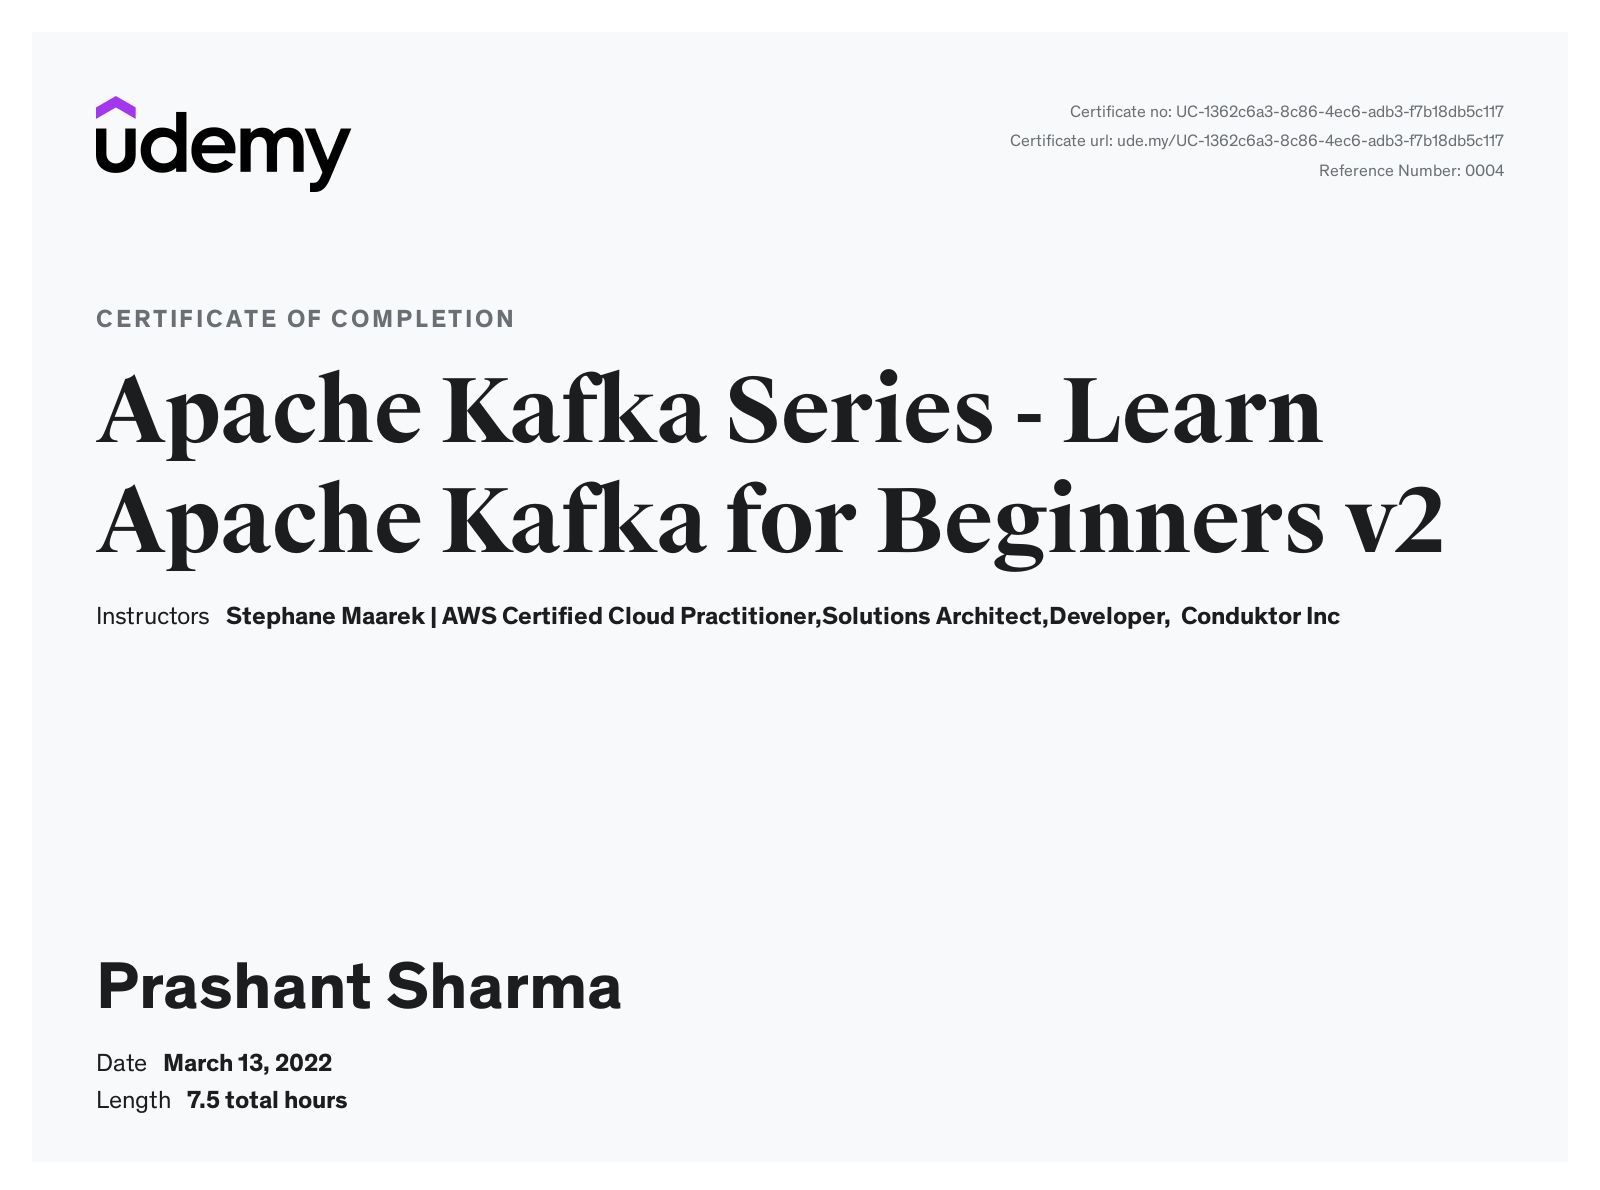 udemy
Certificate no: UC-1362c6a3-8c86-4ec6-adb3-f7b18db5c117
Certificate url: ude.my/UC-1362c6a3-8c86-4ec6-adb3-f7b18db5c117
Reference Number: 0004
CERTIFICATE OF COMPLETION
Apache Kafka Series - Learn
Apache Kafka for Beginners v2
Instructors Stephane Maarek | AWS Certified Cloud Practitioner,Solutions Architect,Developer, Conduktor Inc
Prashant Sharma
Date March 13, 2022
Length 7.5 total hours